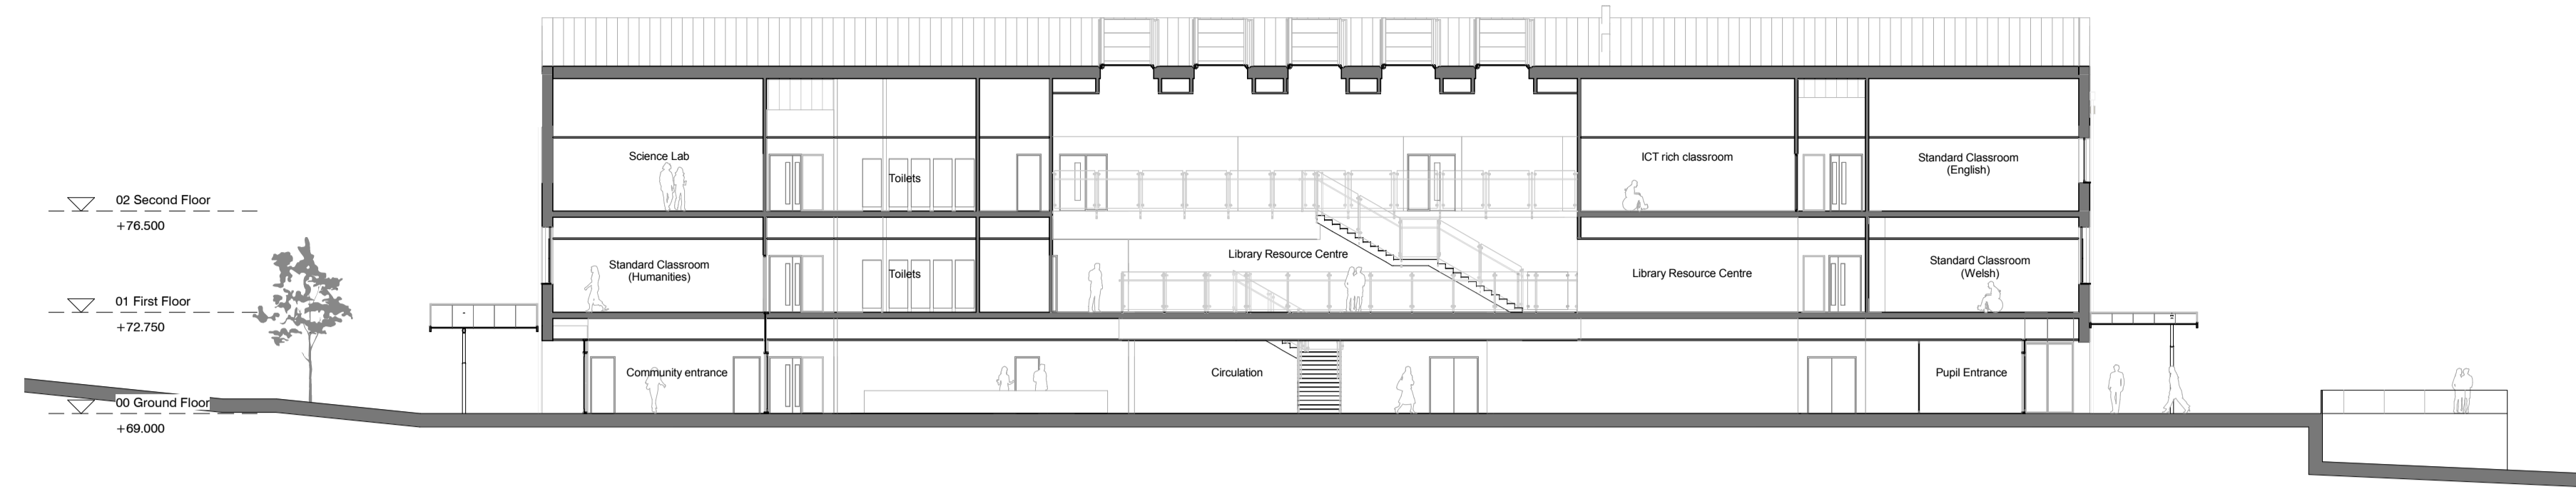 Science Lab
Toilets
ICT rich classroom
Standard Classroom
(English)
02 Second Floor
+76.500
Standard Classroom
(Humanities)
Toilets
Library Resource Centre
Library Resource Centre
Standard Classroom
(Welsh)
01 First Floor
+72.750
Community entrance
Circulation
Pupil Entrance
00 Ground Floor
+69.000